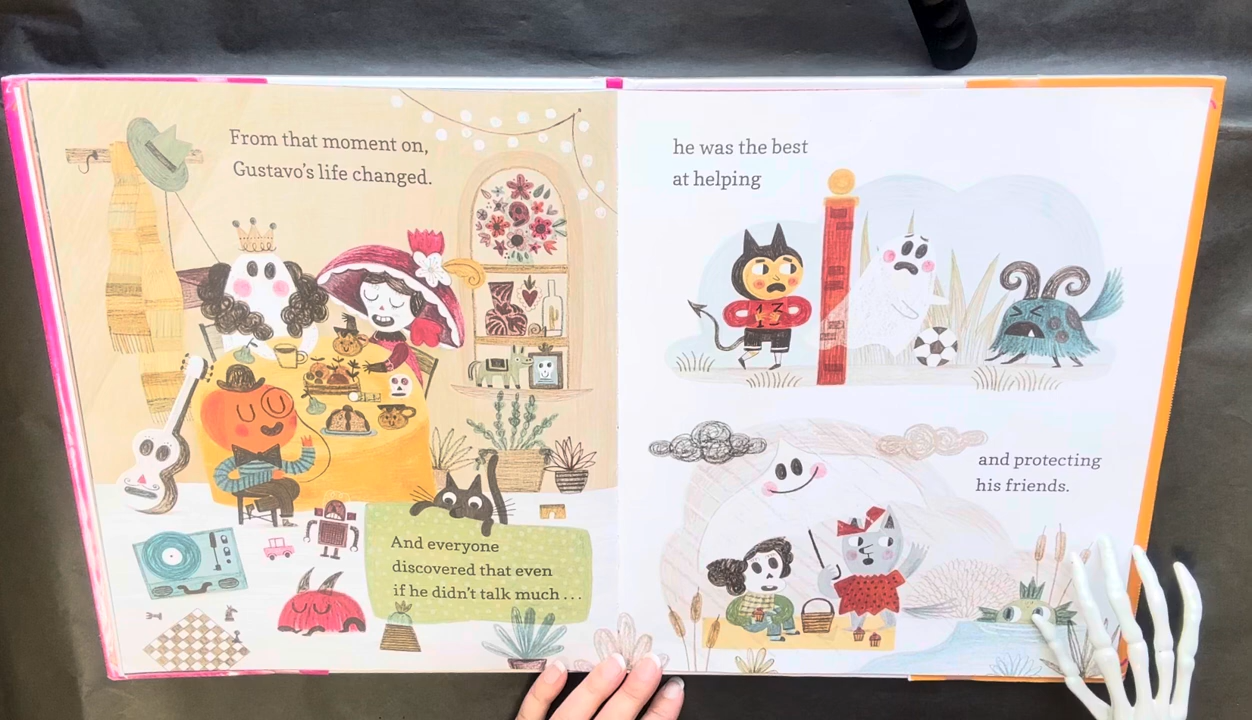 From that moment on,
Gustavo's life changed.
And everyone
discovered that even
if he didn't talk much . . .
he was the best
at helping
13
and protecting
his friends.